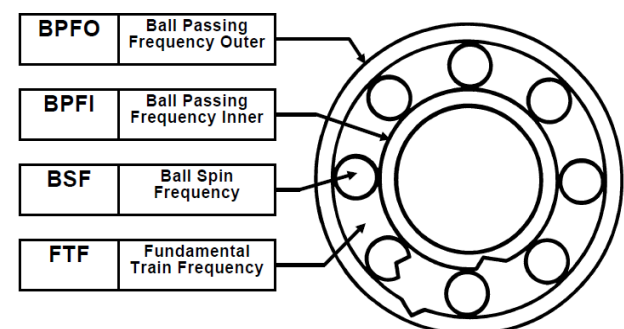 BPFO
Ball Passing
Frequency Outer
BPFI
Ball Passing
Frequency Inner
BSF
Ball Spin
Frequency
FTF
Fundamental
Train Frequency